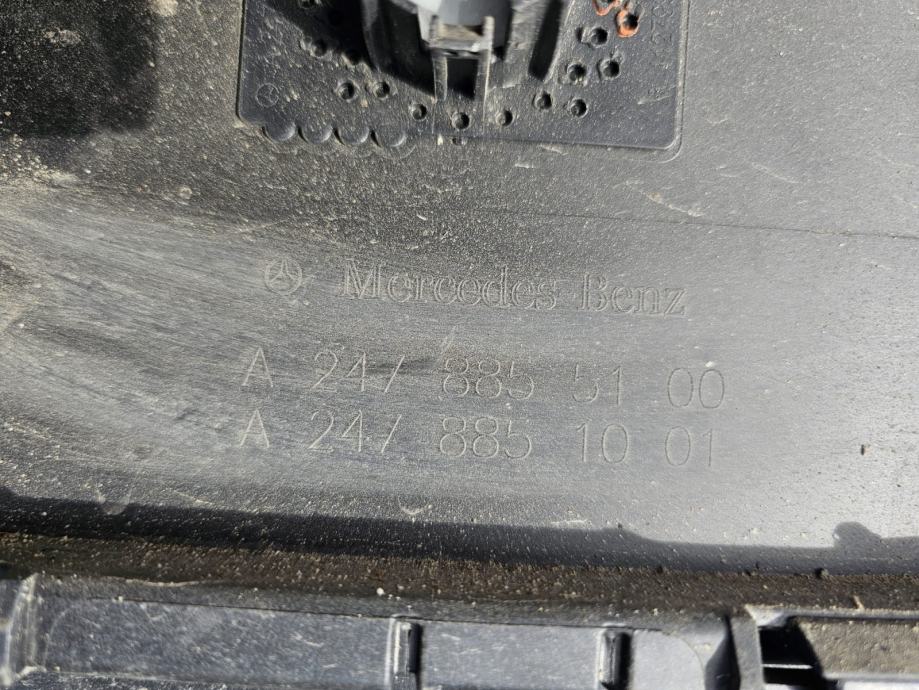 Mercedes Benz
A 247 885 51 00
A 247 885 10 01